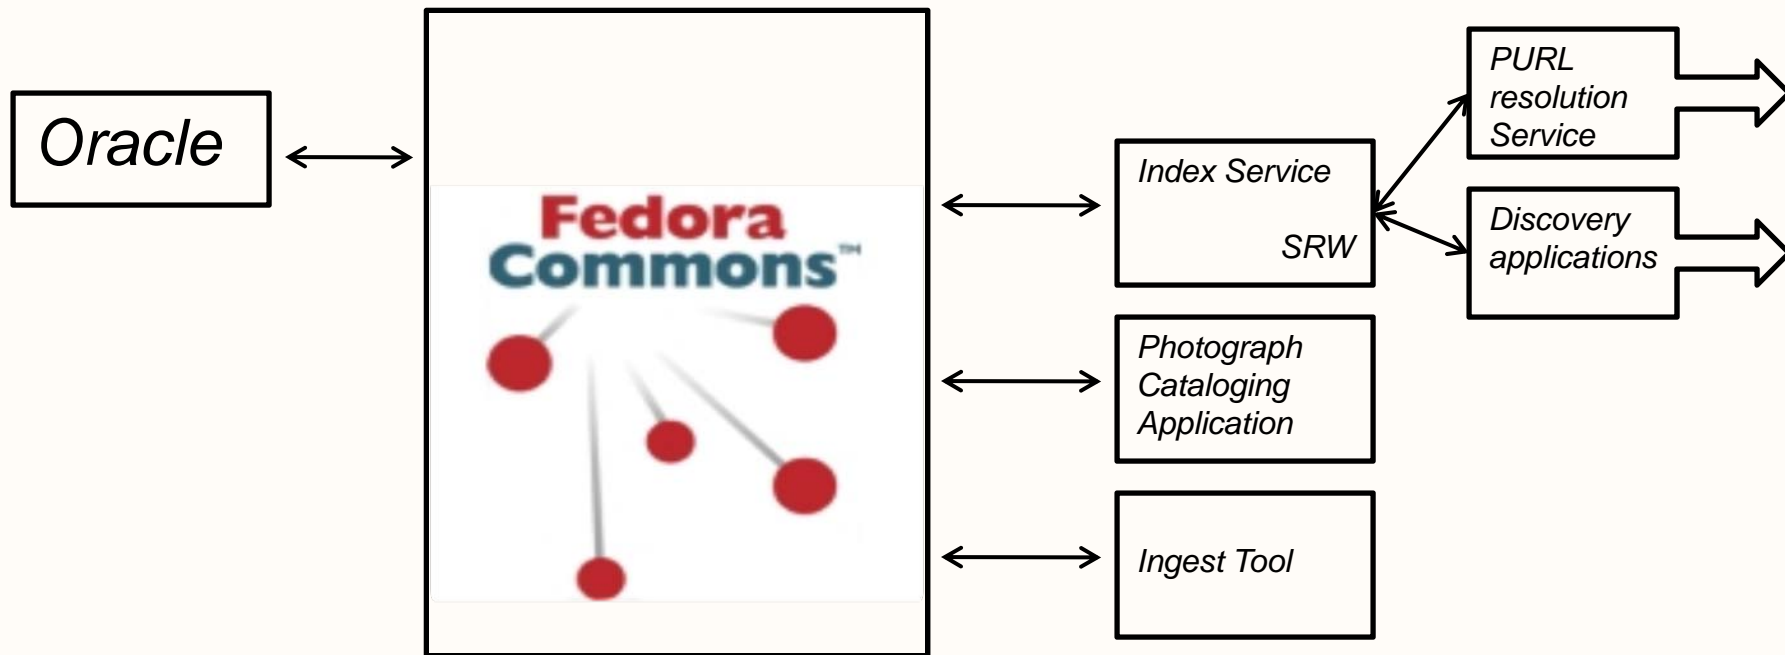 Oracle
Fedora
Commons™
Index Service
SRW
PURL
resolution
Service
Discovery
applications
Photograph
Cataloging
Application
Ingest Tool